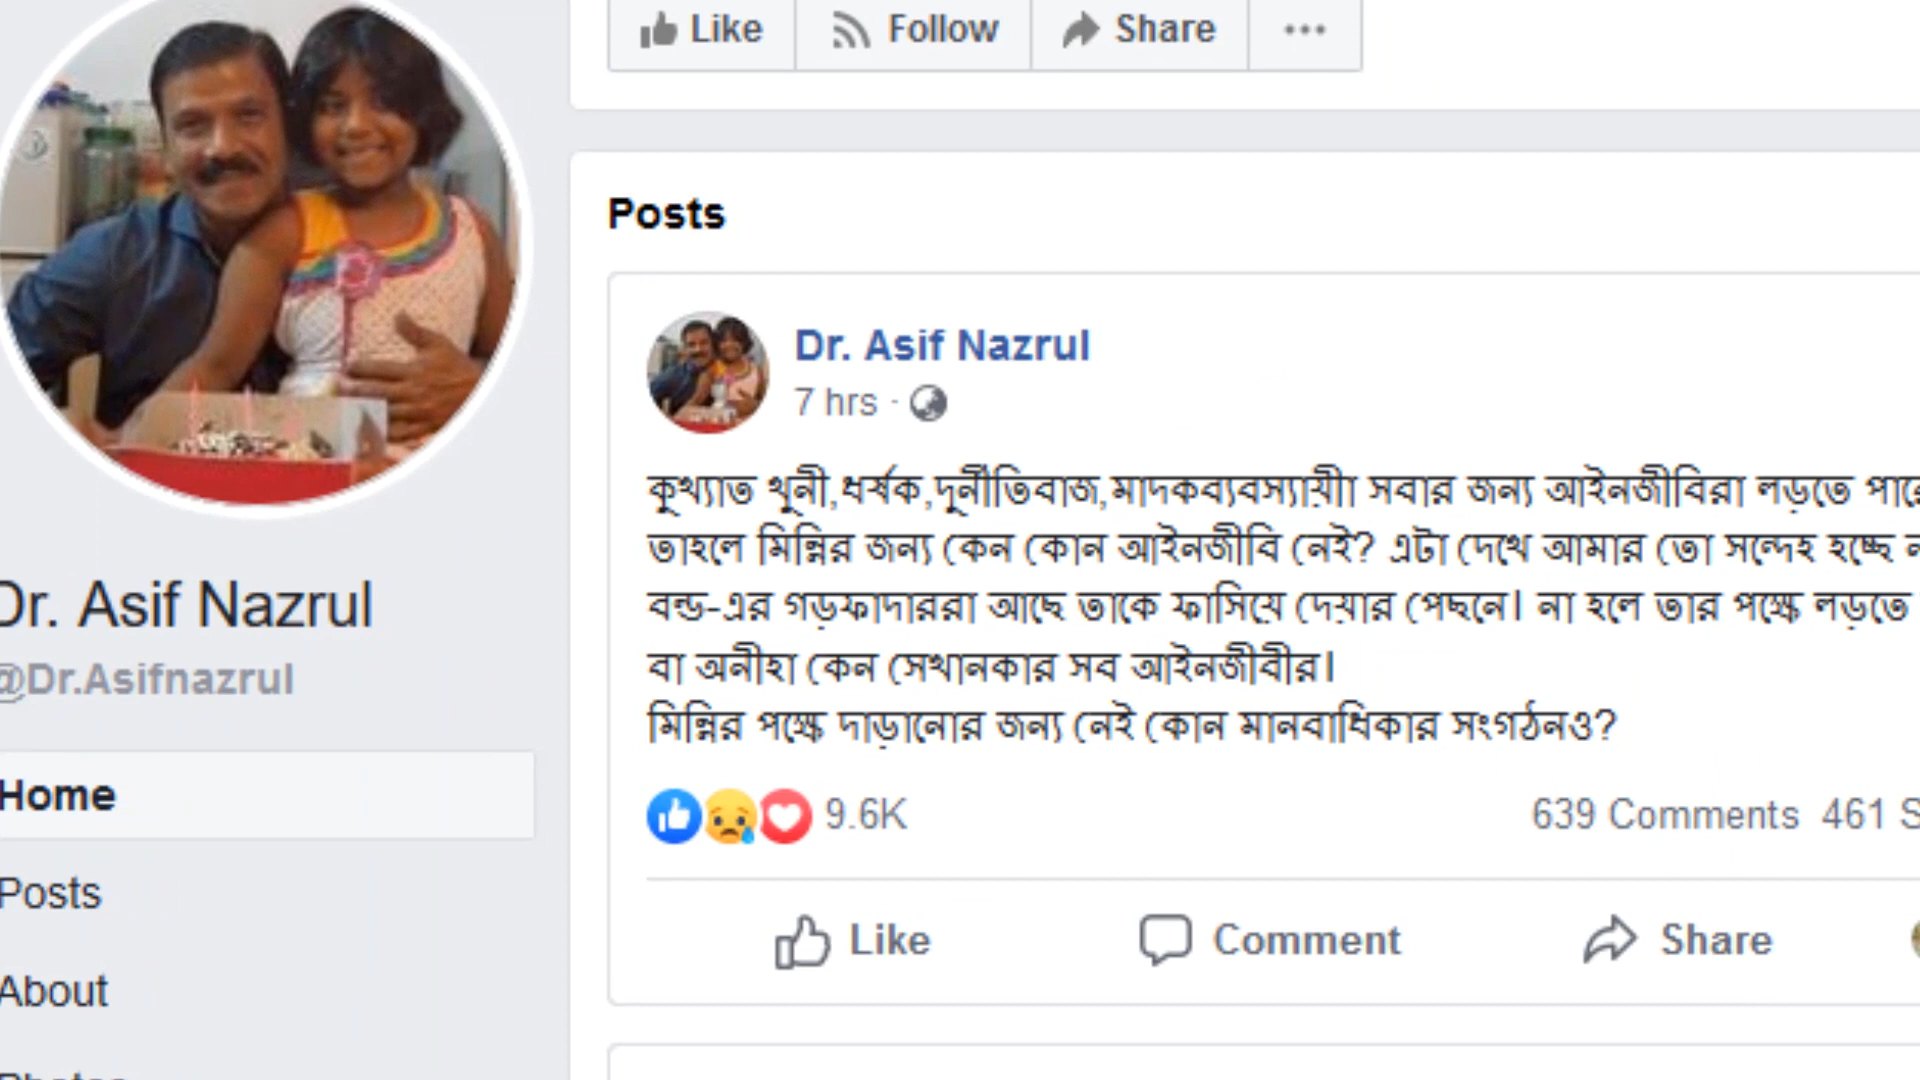 Like Follow Share
Posts
Dr. Asif Nazrul
7 hrs ·
কুখ্যাত খুনী,ধর্ষক,দুর্নীতিবাজ,মাদকব্যবসায়ী সবার জন্য আইনজীবিরা লড়তে
তাহলে মিন্নির জন্য কেন কোন আইনজীবি নেই? এটা দেখে আমার তো সন্দেহ হচ্ছে
বন্ড-এর গডফাদাররা আছে তাকে ফাসিয়ে দেয়ার পেছনে। না হলে তার পক্ষে লড়তে
বা অনীহা কেন সেখানকার সব আইনজীবীর।
মিন্নির পক্ষে দাড়ানোর জন্য নেই কোন মানবাধিকার সংগঠনও?
9.6K 639 Comments 461
Like Comment Share
Dr. Asif Nazrul
@Dr.Asifnazrul
Home
Posts
About